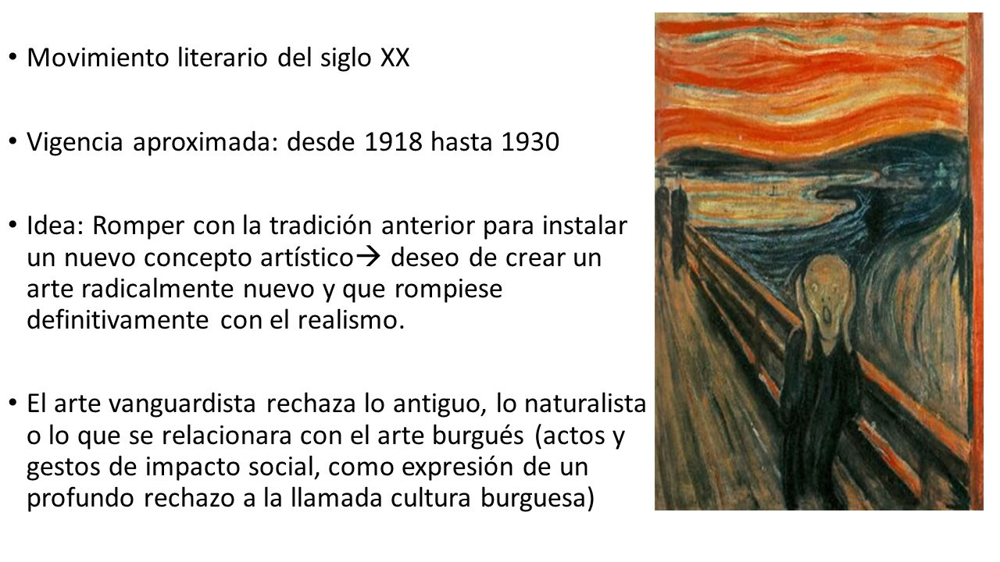 • Movimiento literario del siglo XX
• Vigencia aproximada: desde 1918 hasta 1930
• Idea: Romper con la tradición anterior para instalar
un nuevo concepto artístico→ deseo de crear un
arte radicalmente nuevo y que rompiese
definitivamente con el realismo.
• El arte vanguardista rechaza lo antiguo, lo naturalista
o lo que se relacionara con el arte burgués (actos y
gestos de impacto social, como expresión de un
profundo rechazo a la llamada cultura burguesa)